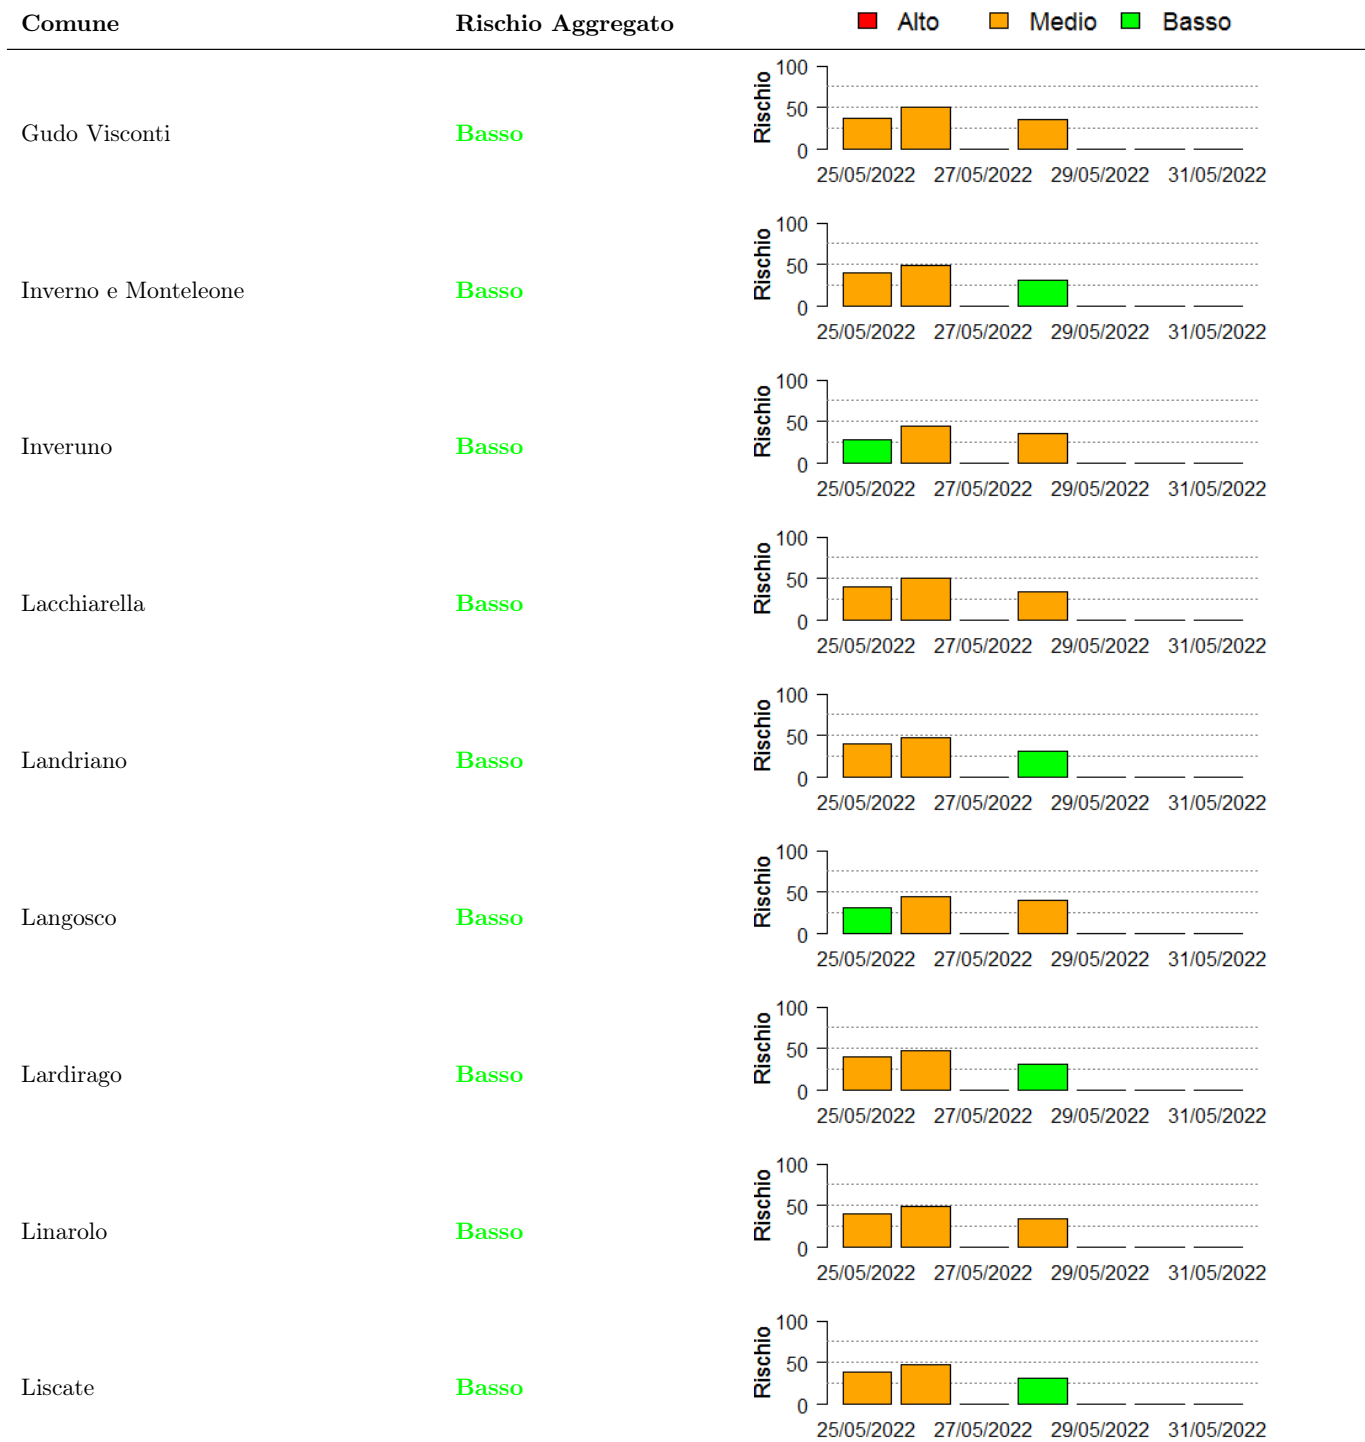 Comune Rischio Aggregato Alto Medio Basso
100
50
0
Rischio
Gudo Visconti Basso
25/05/2022 27/05/2022 29/05/2022 31/05/2022
100
50
0
Rischio
Inverno e Monteleone Basso
25/05/2022 27/05/2022 29/05/2022 31/05/2022
100
50
0
Rischio
Inveruno Basso
25/05/2022 27/05/2022 29/05/2022 31/05/2022
100
50
0
Rischio
Lacchiarella Basso
25/05/2022 27/05/2022 29/05/2022 31/05/2022
100
50
0
Rischio
Landriano Basso
25/05/2022 27/05/2022 29/05/2022 31/05/2022
100
50
0
Rischio
Langosco Basso
25/05/2022 27/05/2022 29/05/2022 31/05/2022
100
50
0
Rischio
Lardirago Basso
25/05/2022 27/05/2022 29/05/2022 31/05/2022
100
50
0
Rischio
Linarolo Basso
25/05/2022 27/05/2022 29/05/2022 31/05/2022
100
50
0
Rischio
Liscate Basso
25/05/2022 27/05/2022 29/05/2022 31/05/2022